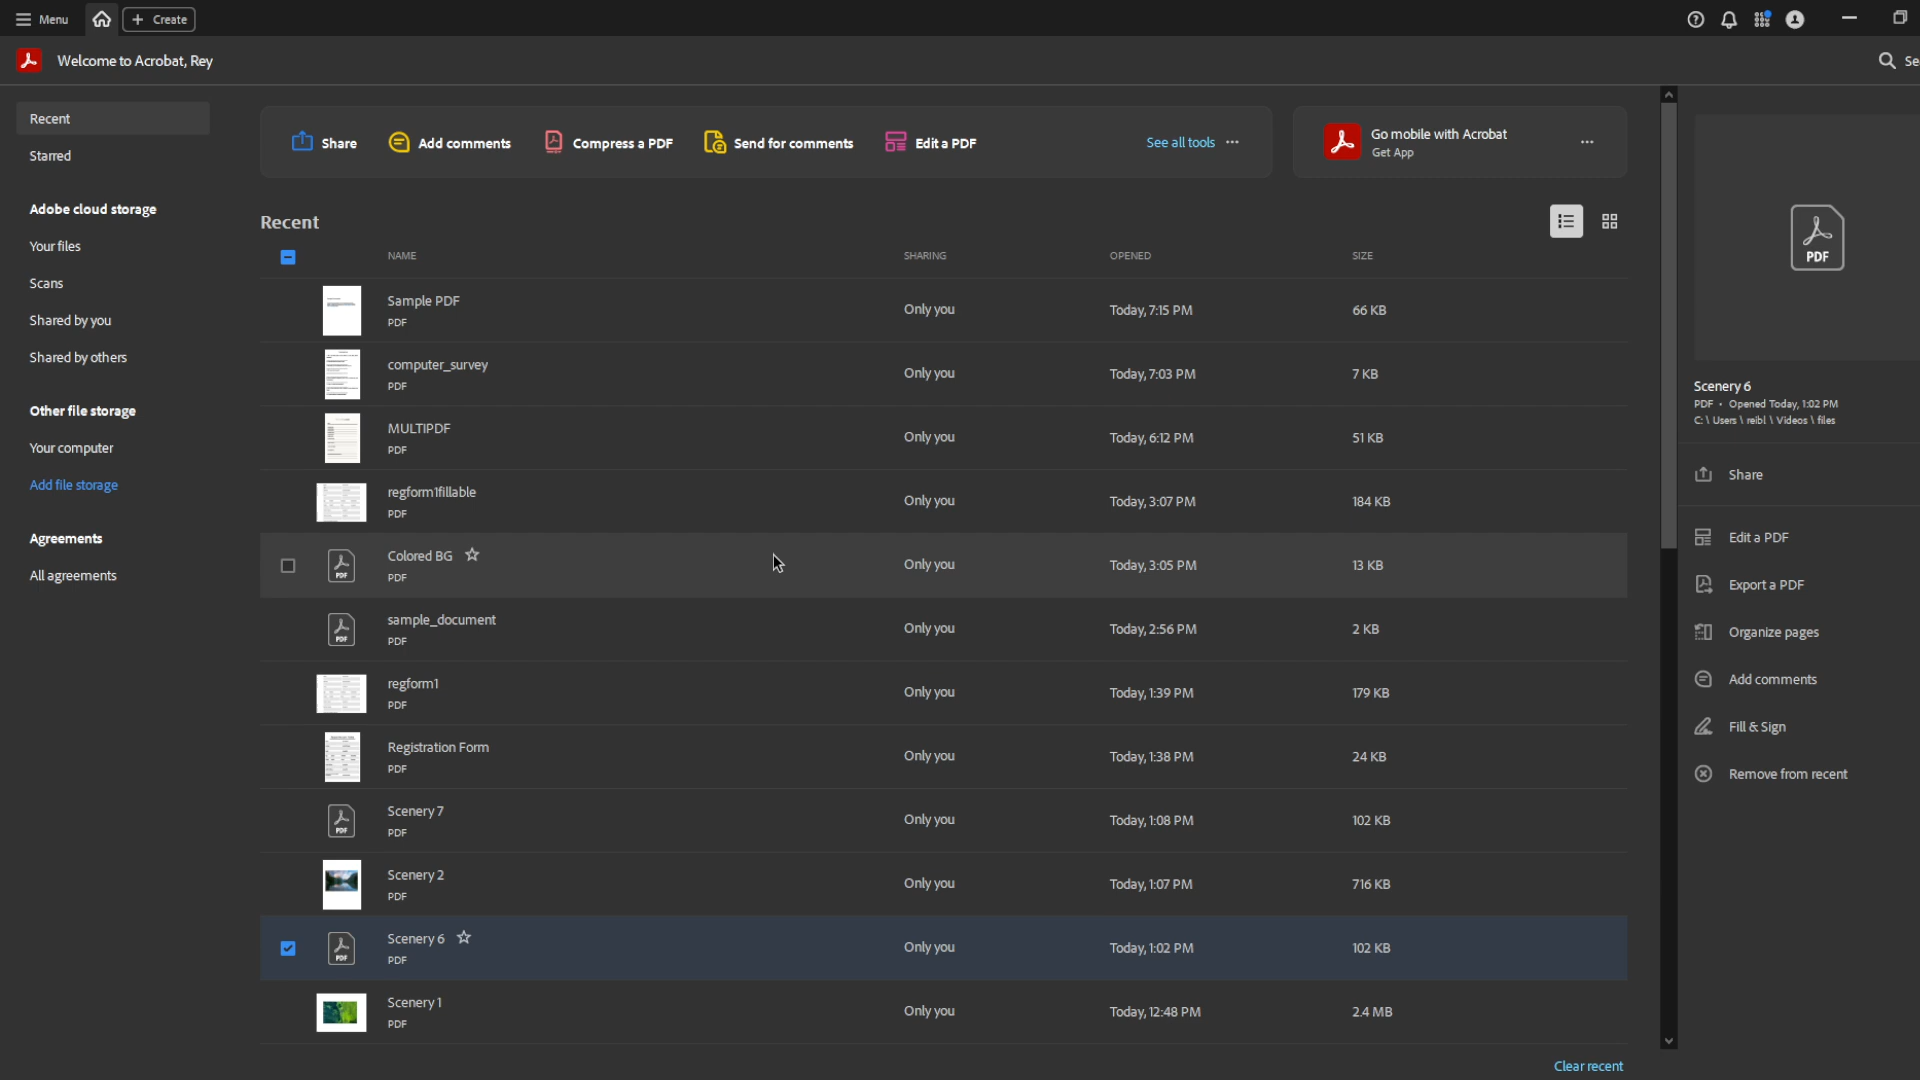 Menu
Create
Welcome to Acrobat, Rey
Se
Recent
Starred
Adobe cloud storage
Your files
Scans
Shared by you
Shared by others
Other file storage
Your computer
Add file storage
Agreements
All agreements
Share
Add comments
Compress a PDF
Send for comments
Edit a PDF
See all tools
Go mobile with Acrobat
Get App
Recent
NAME SHARING OPENED SIZE
Sample PDF
PDF
Only you Today, 7:15 PM 66 KB
computer_survey
PDF
Only you Today, 7:03 PM 7 KB
MULTIPDF
PDF
Only you Today, 6:12 PM 51 KB
regform1fillable
PDF
Only you Today, 3:07 PM 184 KB
Colored BG
PDF
Only you Today, 3:05 PM 13 KB
sample_document
PDF
Only you Today, 2:56 PM 2 KB
regform1
PDF
Only you Today, 1:39 PM 179 KB
Registration Form
PDF
Only you Today, 1:38 PM 24 KB
Scenery 7
PDF
Only you Today, 1:08 PM 102 KB
Scenery 2
PDF
Only you Today, 1:07 PM 716 KB
Scenery 6
PDF
Only you Today, 1:02 PM 102 KB
Scenery 1
PDF
Only you Today, 12:48 PM 2.4 MB
Clear recent
PDF
Scenery 6
PDF • Opened Today, 1:02 PM
C: \ Users \ reibl \ Videos \ files
Share
Edit a PDF
Export a PDF
Organize pages
Add comments
Fill & Sign
Remove from recent